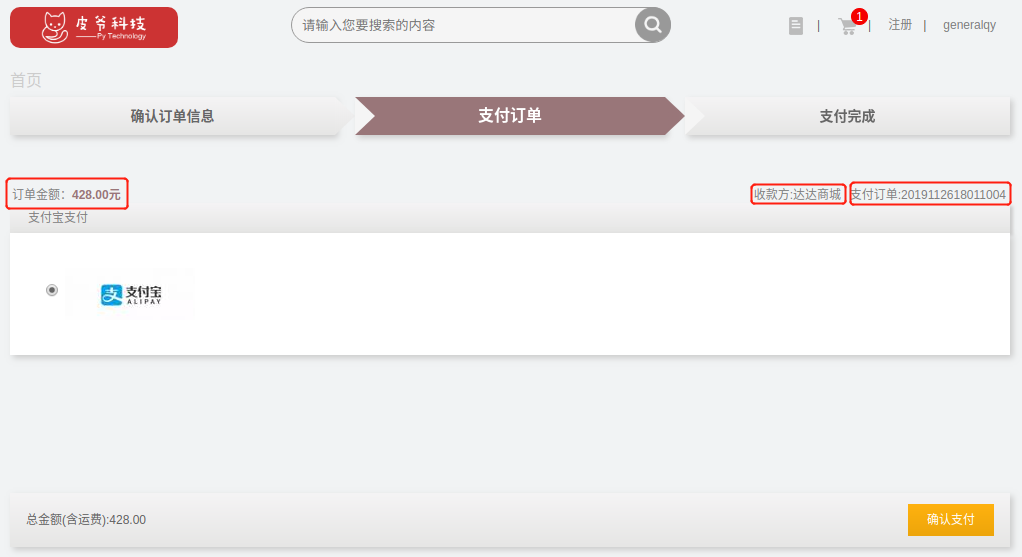 皮爷科技
Py Technology
请输入您要搜索的内容
| 1 | 注册 | generalqy
首页
确认订单信息 支付订单 支付完成
订单金额：428.00元 收款方:达达商城 支付订单:2019112618011004
支付宝支付
支 支付宝
ALIPAY
总金额(含运费):428.00 确认支付